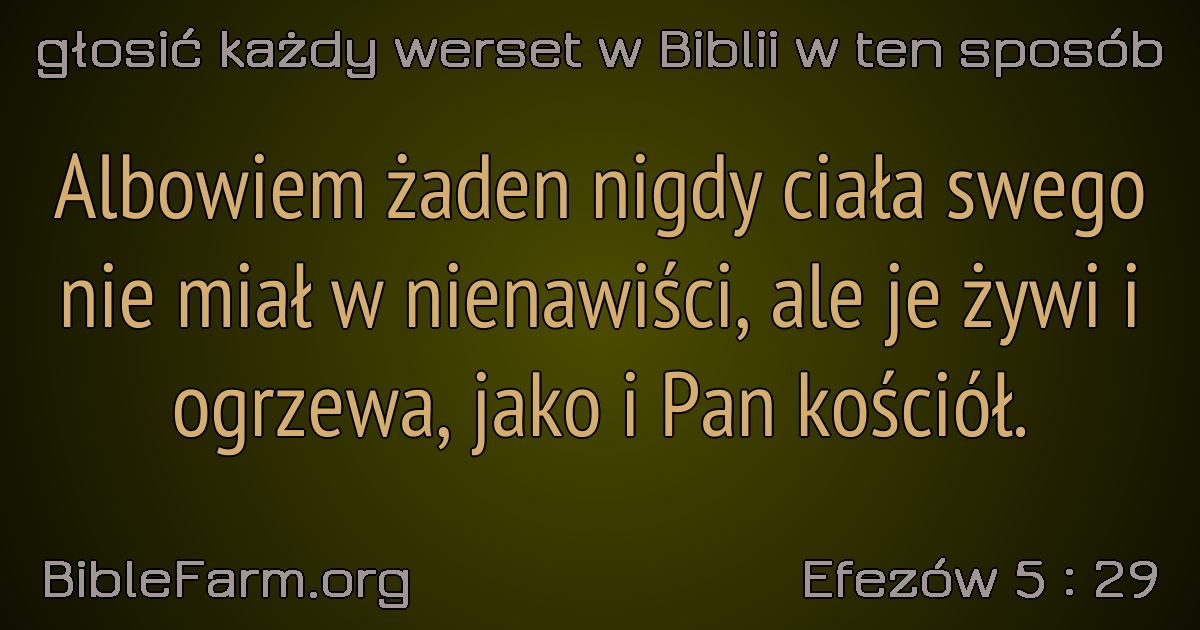 głosić każdy werset w Biblii w ten sposób
Albowiem żaden nigdy ciała swego
nie miał w nienawiści, ale je żywi i
ogrzewa, jako i Pan kościół.
BibleFarm.org
Efezów 5 : 29